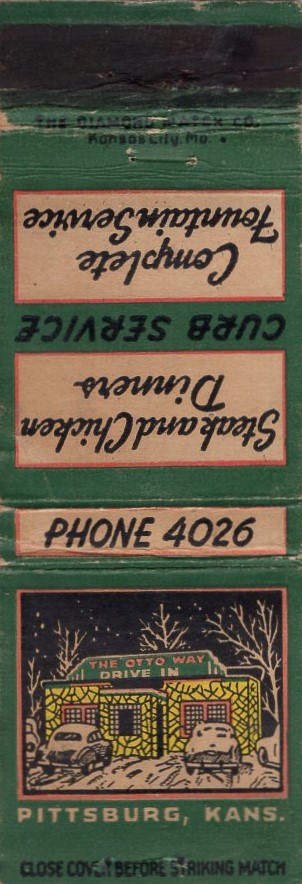 THE DIAMOND MATCH CO.
Kansas City, Mo.
Steak and Chicken
Dinners
CURB SERVICE
Complete
Fountain Service
PHONE 4026
THE OTTO WAY
DRIVE IN
PITTSBURG, KANS.
CLOSE COVER BEFORE STRIKING MATCH